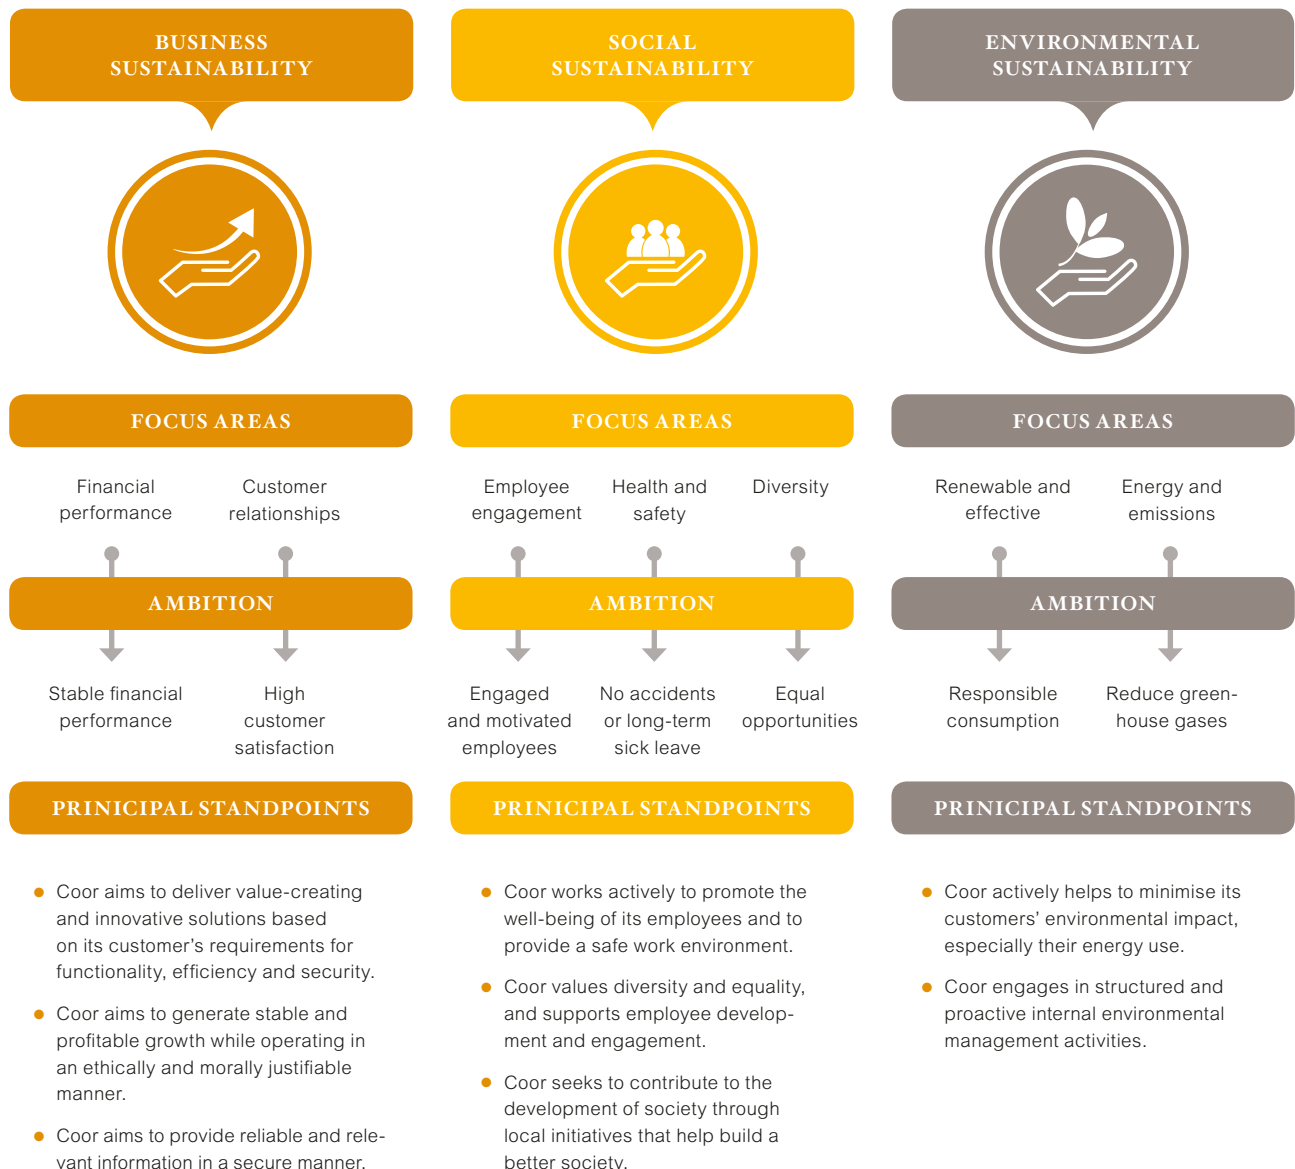 BUSINESS
SUSTAINABILITY
SOCIAL
SUSTAINABILITY
ENVIRONMENTAL
SUSTAINABILITY
FOCUS AREAS
FOCUS AREAS
FOCUS AREAS
Financial
performance
Customer
relationships
Employee
engagement
Health and
safety
Diversity
Renewable and
effective
Energy and
emissions
AMBITION
AMBITION
AMBITION
Stable financial
performance
High
customer
satisfaction
Engaged
and motivated
employees
No accidents
or long-term
sick leave
Equal
opportunities
Responsible
consumption
Reduce green-
house gases
PRINICIPAL STANDPOINTS
PRINICIPAL STANDPOINTS
PRINICIPAL STANDPOINTS
Coor aims to deliver value-creating
and innovative solutions based
on its customer's requirements for
functionality, efficiency and security.
Coor aims to generate stable and
profitable growth while operating in
an ethically and morally justifiable
manner.
Coor aims to provide reliable and rele-
vant information in a secure manner.
Coor works actively to promote the
well-being of its employees and to
provide a safe work environment.
Coor values diversity and equality,
and supports employee develop-
ment and engagement.
Coor seeks to contribute to the
development of society through
local initiatives that help build a
better society.
Coor actively helps to minimise its
customers' environmental impact,
especially their energy use.
Coor engages in structured and
proactive internal environmental
management activities.